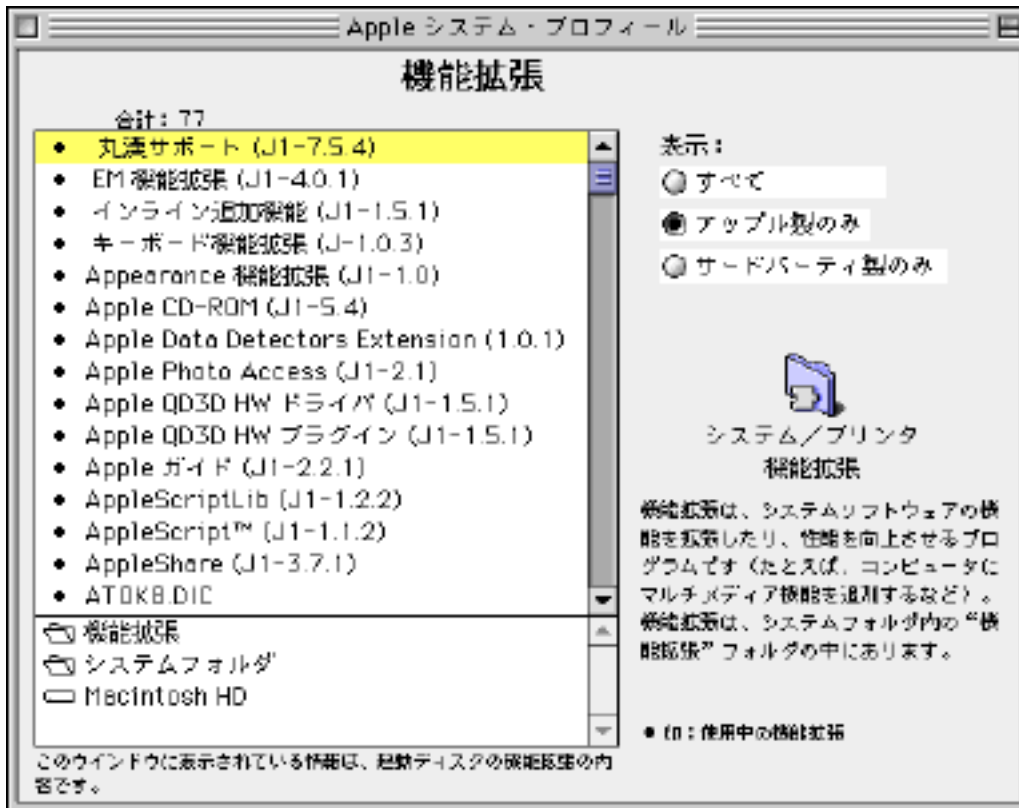 Apple システム・プロフィール
機能拡張
合計：77
• 丸漢サポート (J1-7.5.4)
• EM 機能拡張 (J1-4.0.1)
• インライン追加機能 (J1-1.5.1)
• キーボード機能拡張 (J-1.0.3)
• Appearance 機能拡張 (J1-1.0)
• Apple CD-ROM (J1-5.4)
• Apple Data Detectors Extension (1.0.1)
• Apple Photo Access (J1-2.1)
• Apple QD3D HW ドライバ (J1-1.5.1)
• Apple QD3D HW プラグイン (J1-1.5.1)
• Apple ガイド (J1-2.2.1)
• AppleScriptLib (J1-1.2.2)
• AppleScript™ (J1-1.1.2)
• AppleShare (J1-3.7.1)
• ATOK8.DIC
機能拡張
システムフォルダ
Macintosh HD
このウインドウに表示されている情報は、起動ディスクの機能拡張の内
容です。
表示：
すべて
アップル製のみ
サードパーティ製のみ
システム／プリンタ
機能拡張
機能拡張は、システムソフトウェアの機
能を拡張したり、性能を向上させるプロ
グラムです（たとえば、コンピュータに
マルチメディア機能を追加するなど）。
機能拡張は、システムフォルダ内の“機
能拡張”フォルダの中にあります。
• 印：使用中の機能拡張